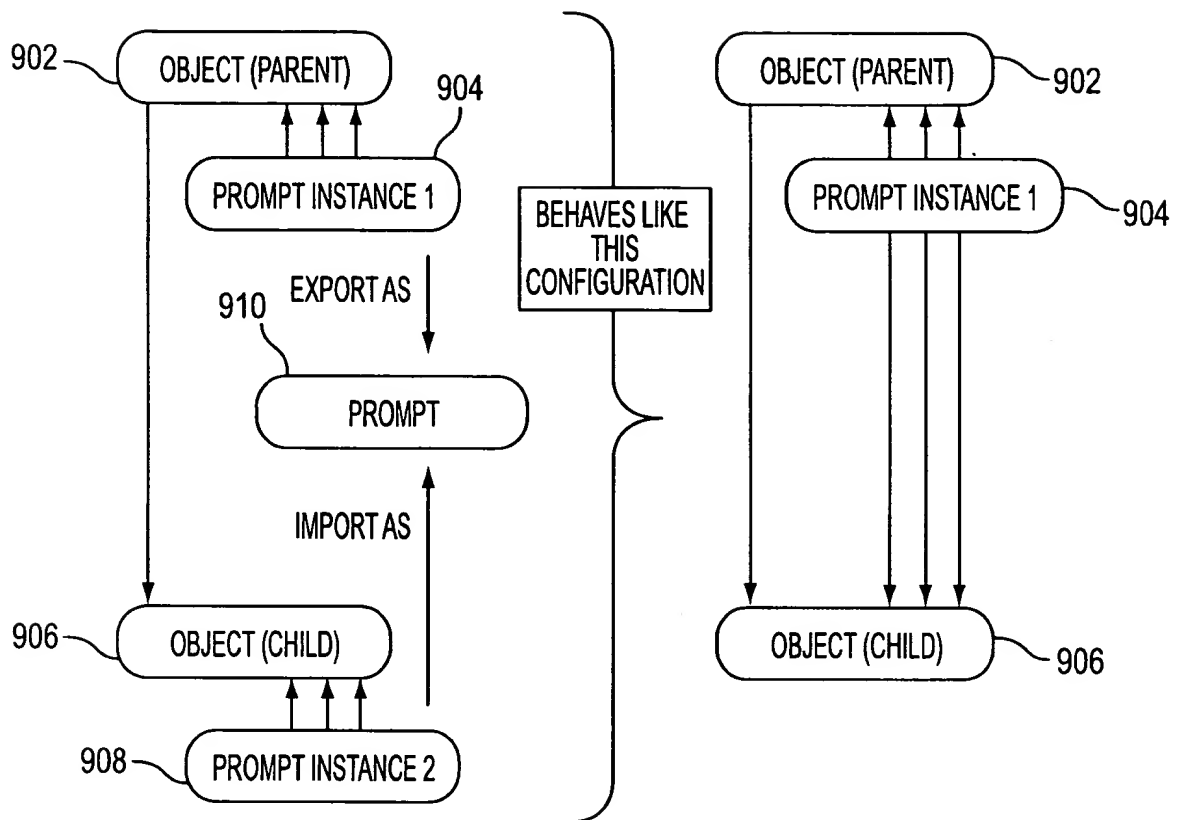 902
OBJECT (PARENT)
904
PROMPT INSTANCE 1
EXPORT AS
910
PROMPT
IMPORT AS
906
OBJECT (CHILD)
908
PROMPT INSTANCE 2
BEHAVES LIKE
THIS
CONFIGURATION
OBJECT (PARENT)
902
PROMPT INSTANCE 1
904
OBJECT (CHILD)
906